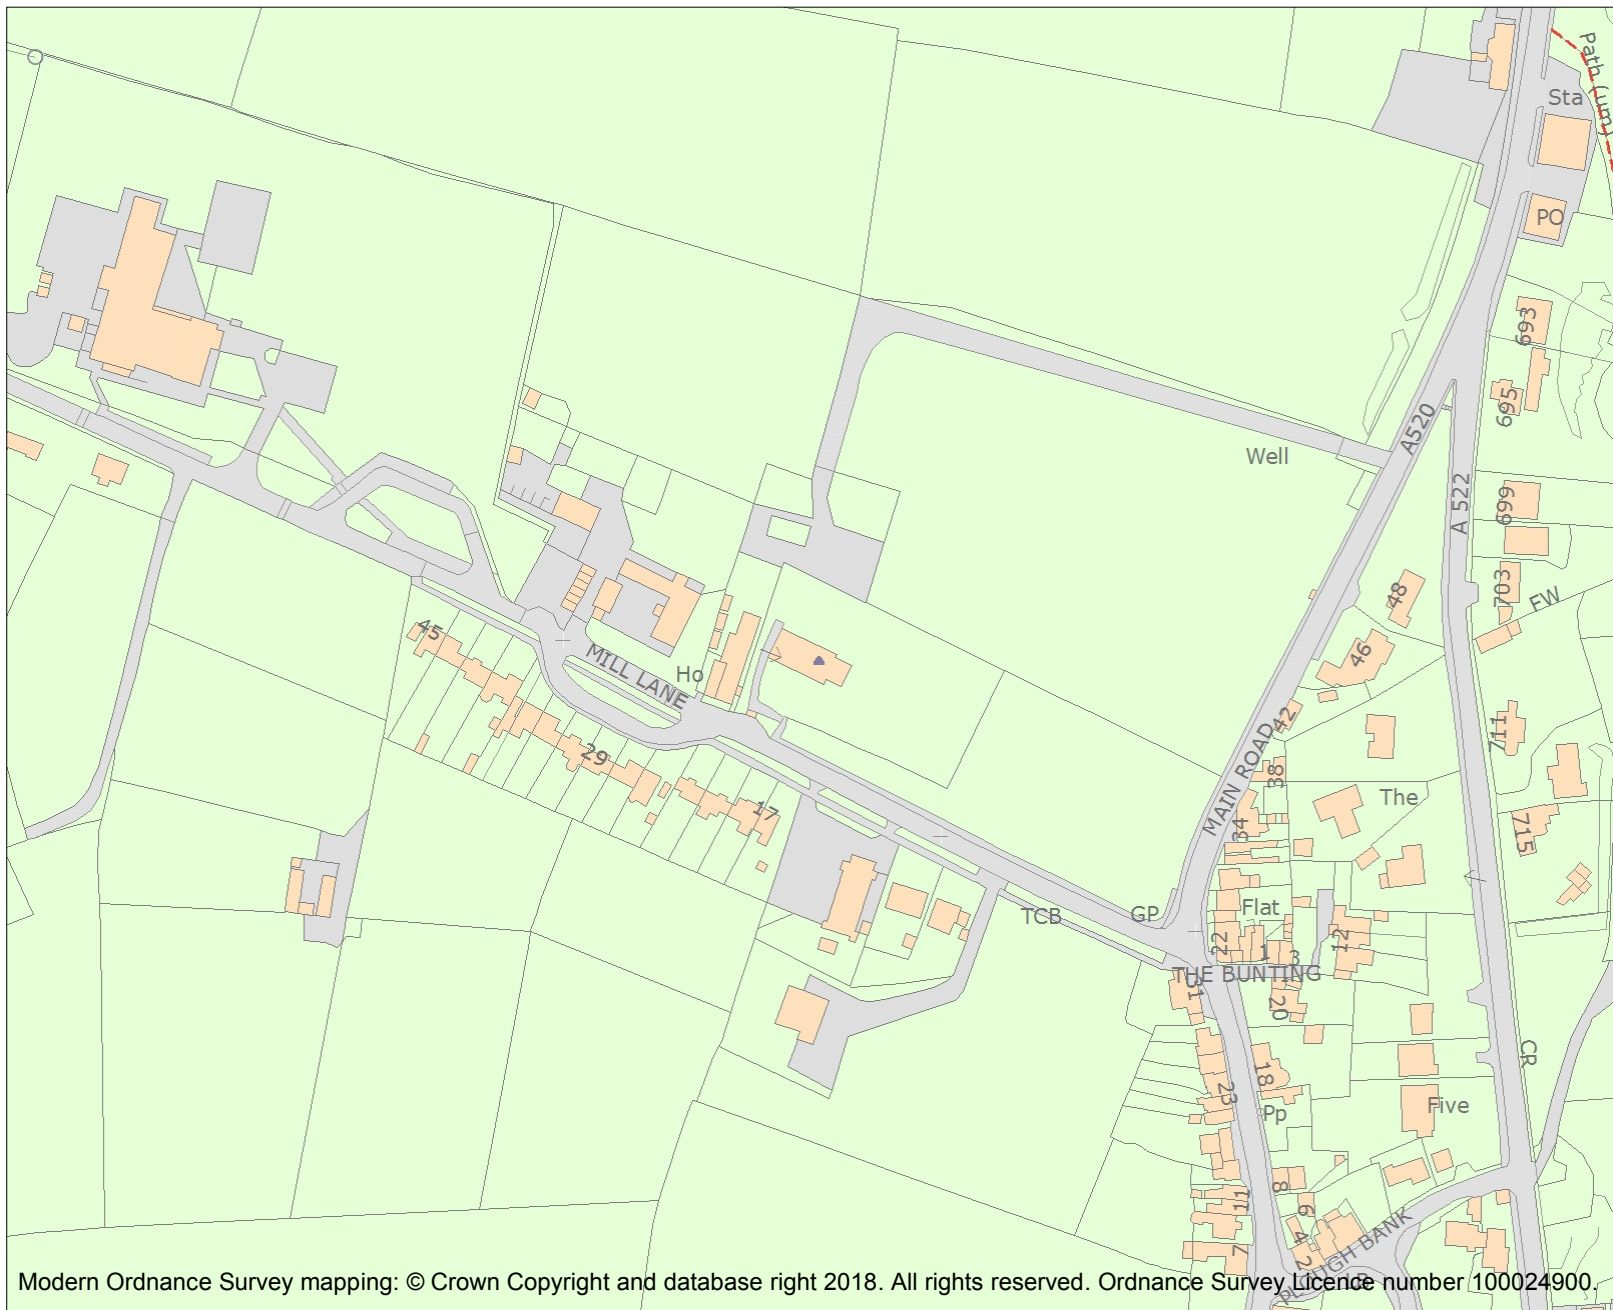 Path (um)
Sta
PO
693
695
A520
Well
A 522
699
703
FW
48
45
46
MILL LANE
Ho
42
711
29
MAIN ROAD
38
The
17
34
715
TCB
GP
Flat
22
1
3
12
THE BUNTING
31
20
CR
18
23
Pp
Five
8
11
6
4
7
2
PLOUGH BANK
Modern Ordnance Survey mapping: © Crown Copyright and database right 2018. All rights reserved. Ordnance Survey Licence number 100024900.